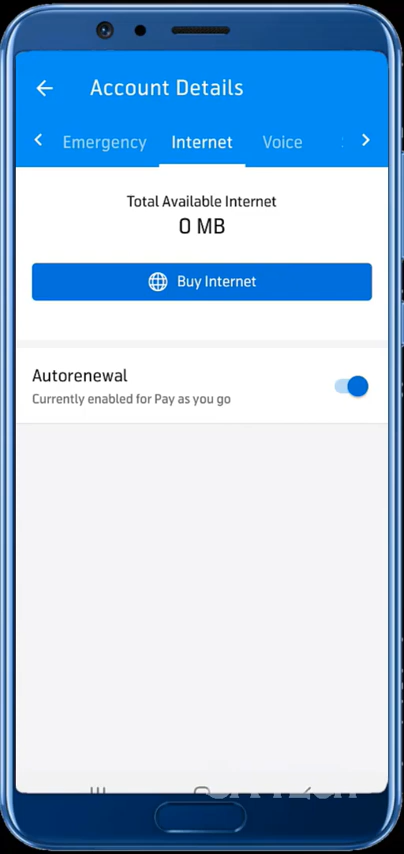 Account Details
Emergency
Internet
Voice
Total Available Internet
0 MB
Buy Internet
Autorenewal
Currently enabled for Pay as you go